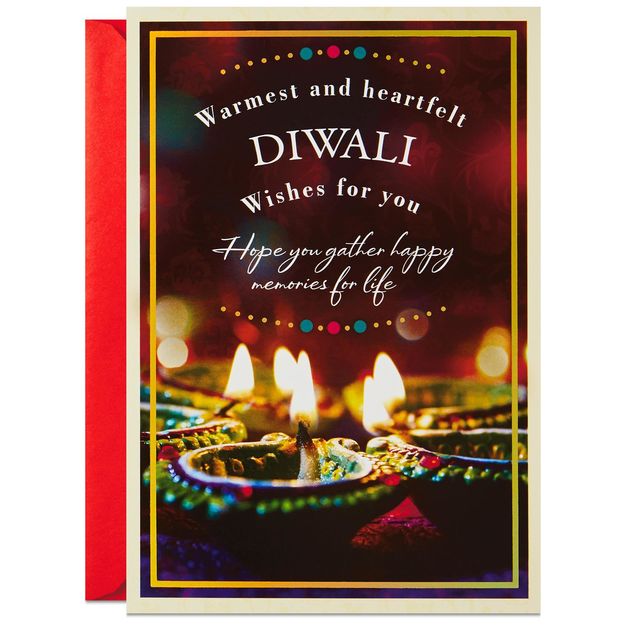 Warmest and heartfelt
DIWALI
Wishes for you
Hope you gather happy
memories for life